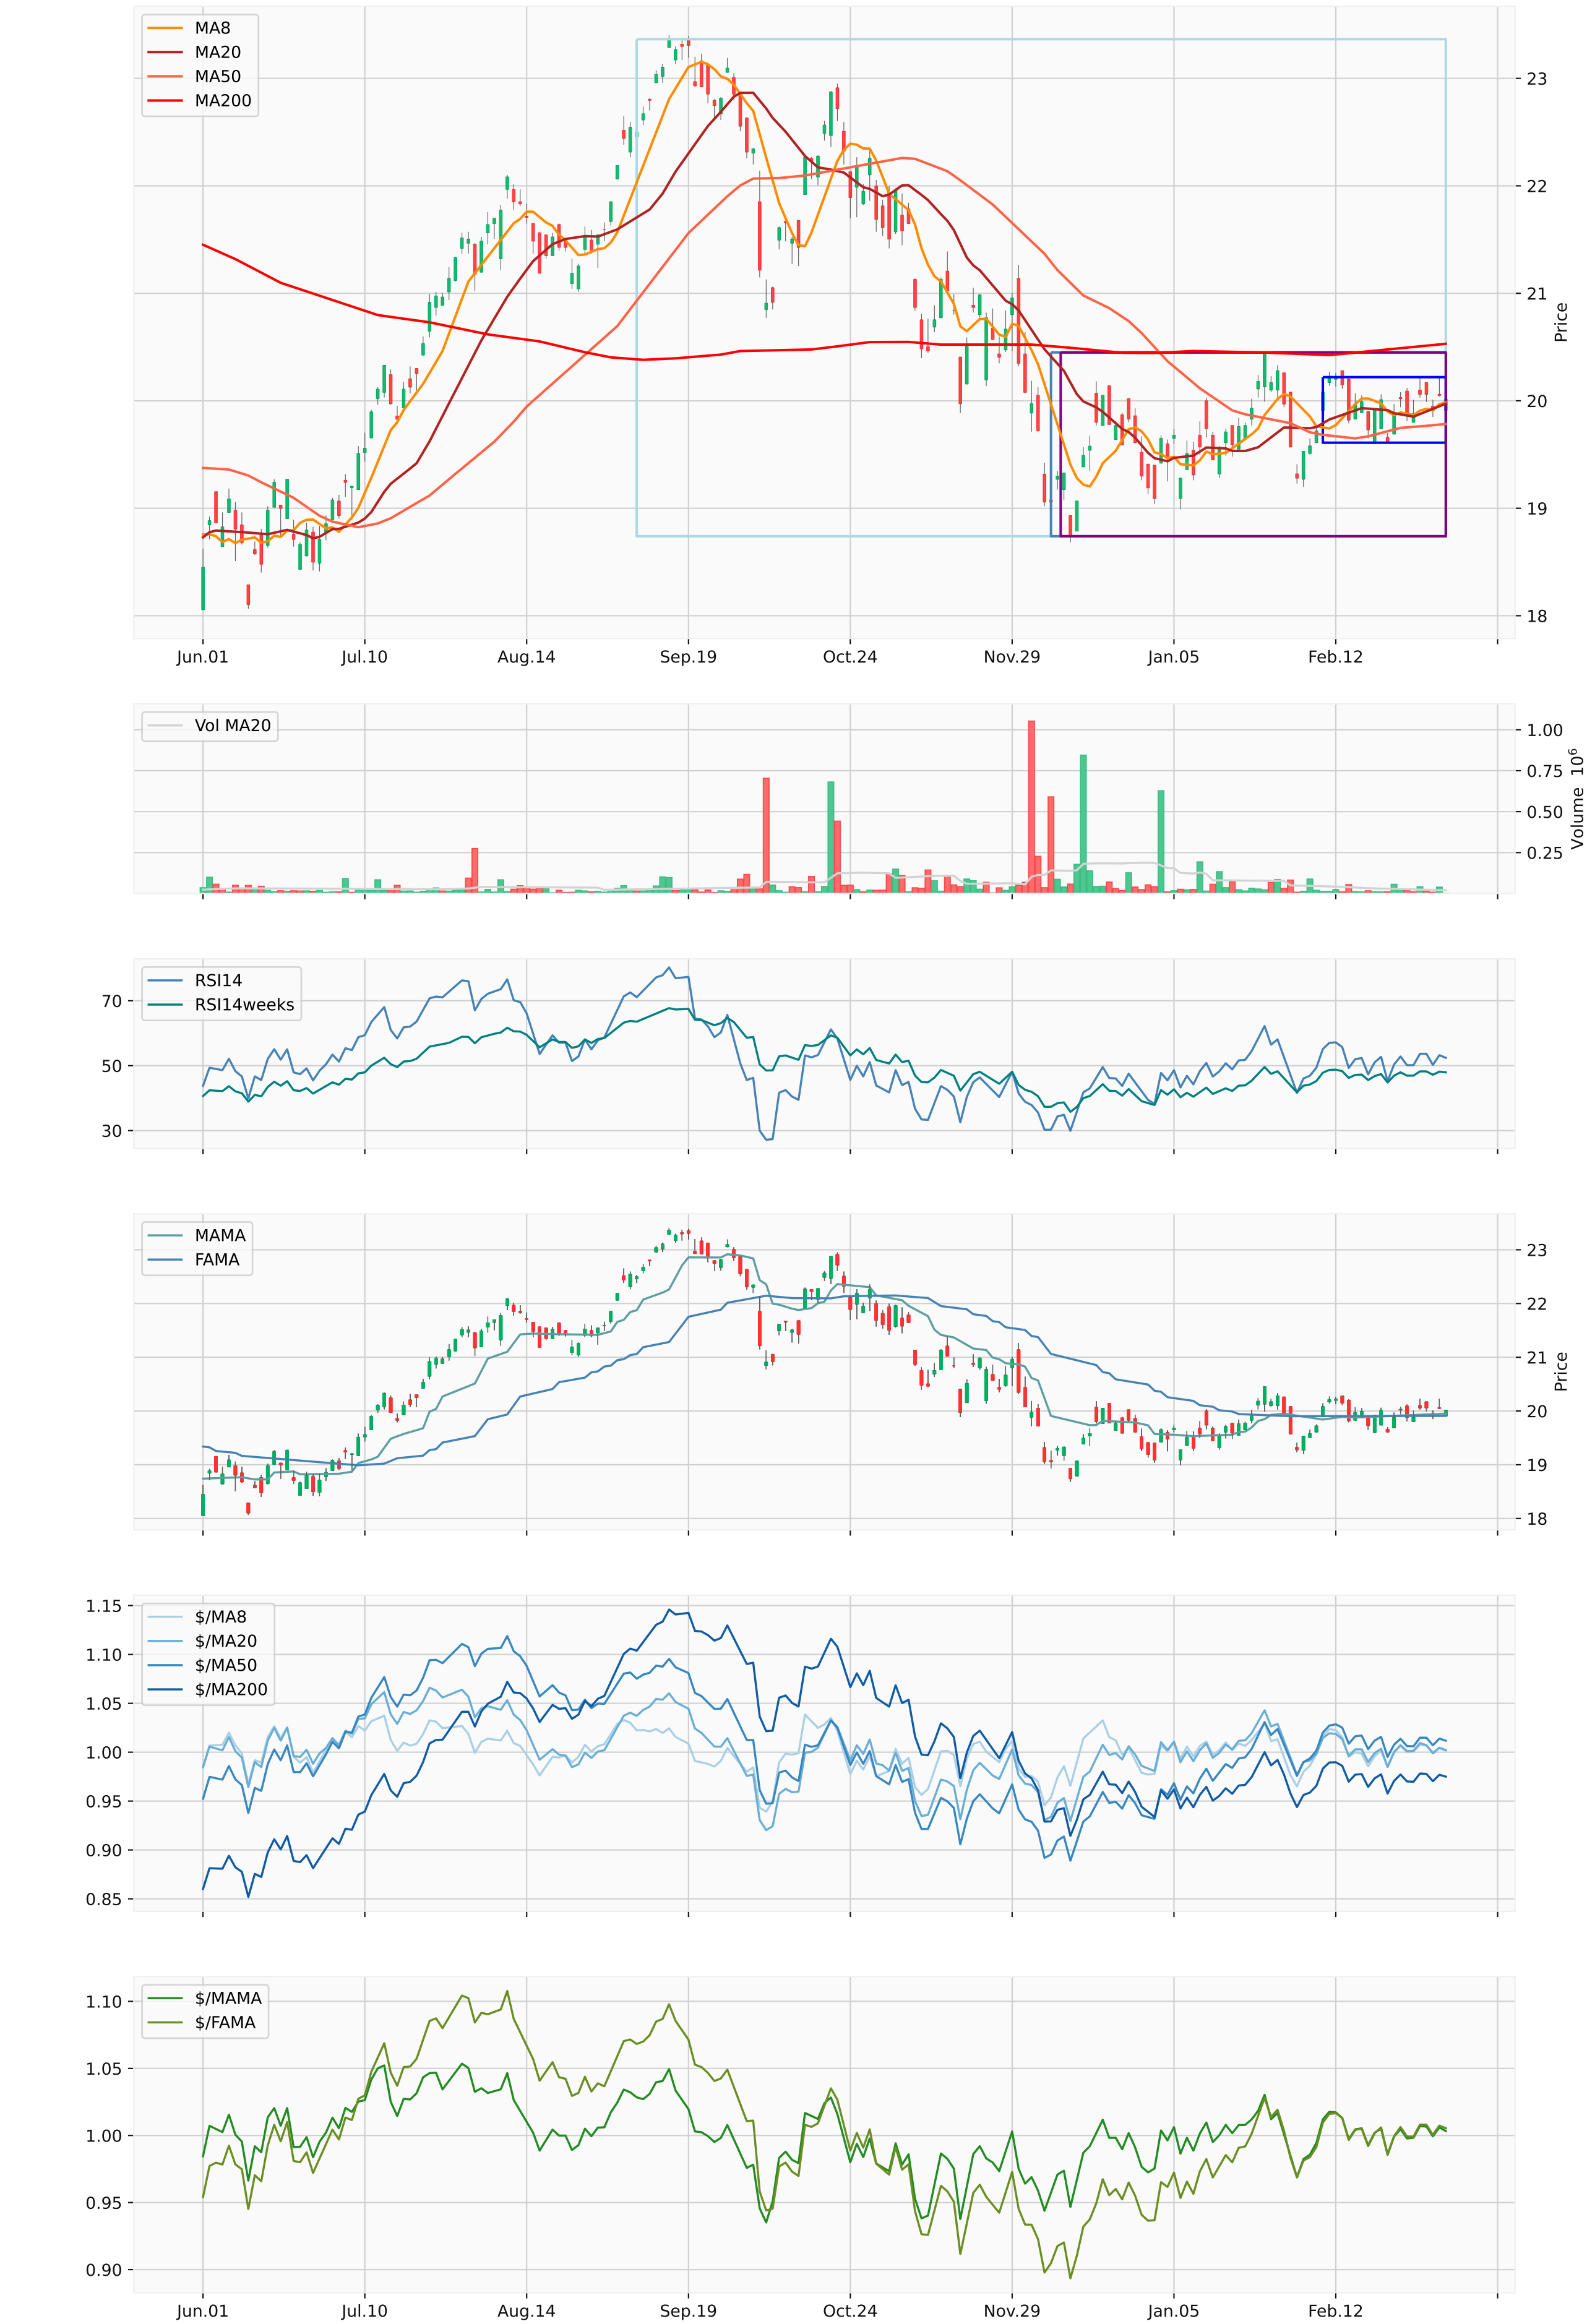 MA8
MA20
MA50
MA200
23
22
21
20
19
18
Price
Jun.01 Jul.10 Aug.14 Sep.19 Oct.24 Nov.29 Jan.05 Feb.12
Vol MA20
1.00
0.75
0.50
0.25
Volume 10⁶
RSI14
RSI14weeks
70
50
30
MAMA
FAMA
23
22
21
20
19
18
Price
1.15
1.10
1.05
1.00
0.95
0.90
0.85
$/MA8
$/MA20
$/MA50
$/MA200
1.10
1.05
1.00
0.95
0.90
$/MAMA
$/FAMA
Jun.01 Jul.10 Aug.14 Sep.19 Oct.24 Nov.29 Jan.05 Feb.12